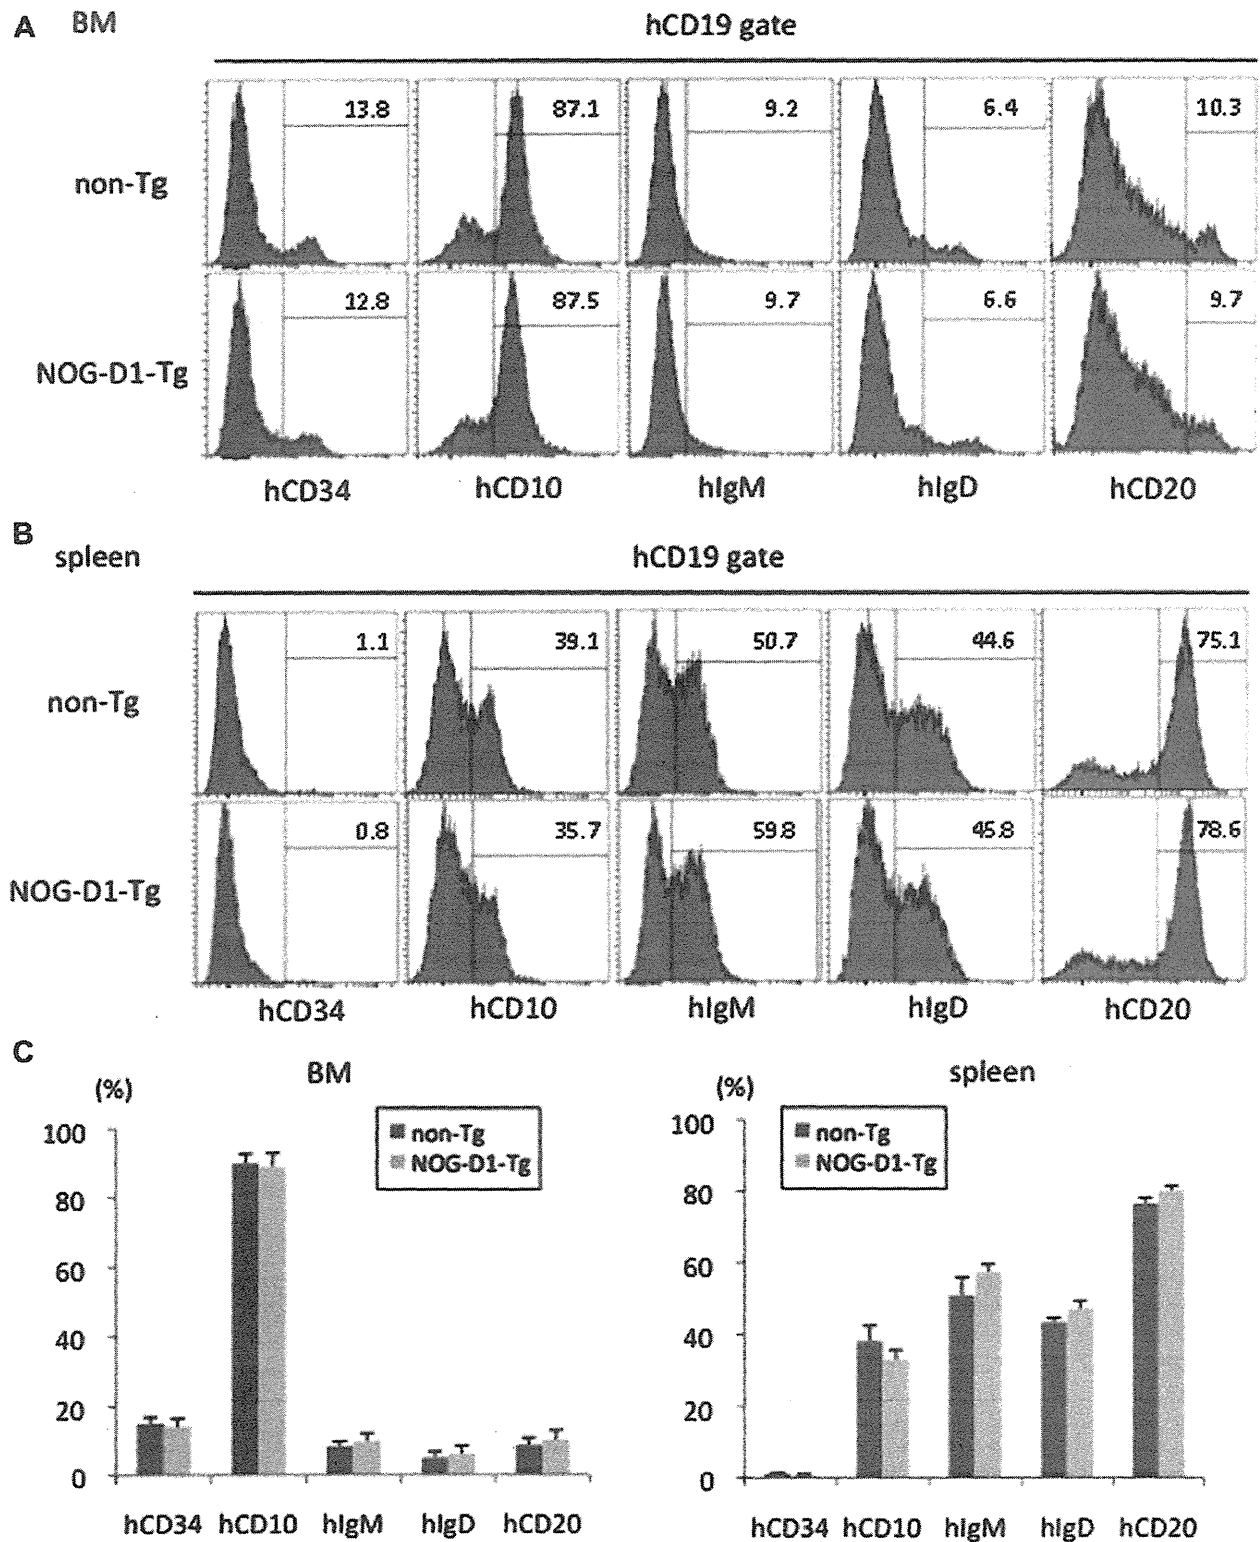 A BM
hCD19 gate
non-Tg
13.8
87.1
9.2
6.4
10.3
NOG-D1-Tg
12.8
87.5
9.7
6.6
9.7
hCD34
hCD10
hIgM
hIgD
hCD20
B
spleen
hCD19 gate
non-Tg
1.1
39.1
50.7
44.6
75.1
NOG-D1-Tg
0.8
35.7
59.8
45.8
78.6
hCD34
hCD10
hIgM
hIgD
hCD20
C
BM
(%)
non-Tg
NOG-D1-Tg
100
80
60
40
20
0
hCD34 hCD10 hIgM hIgD hCD20
spleen
(%)
non-Tg
NOG-D1-Tg
100
80
60
40
20
0
hCD34 hCD10 hIgM hIgD hCD20